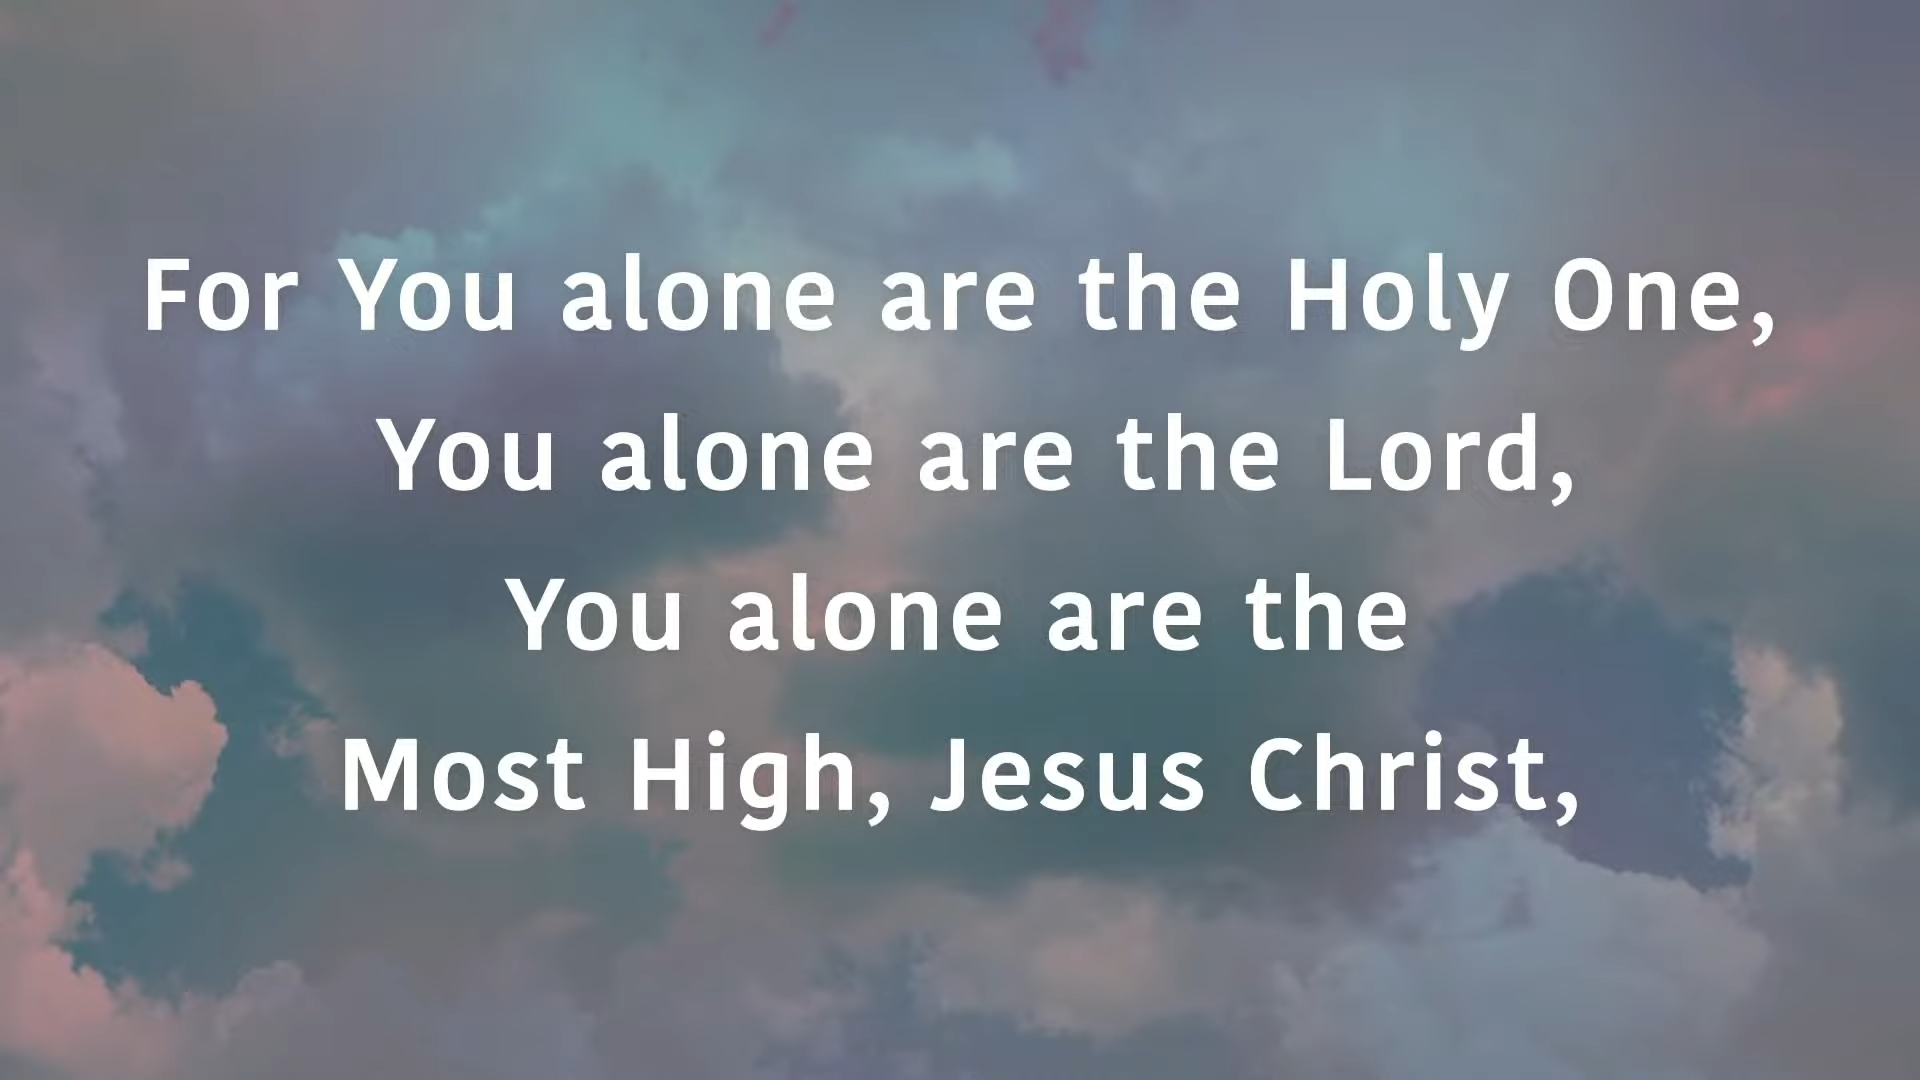 For You alone are the Holy One,
You alone are the Lord,
You alone are the
Most High, Jesus Christ,